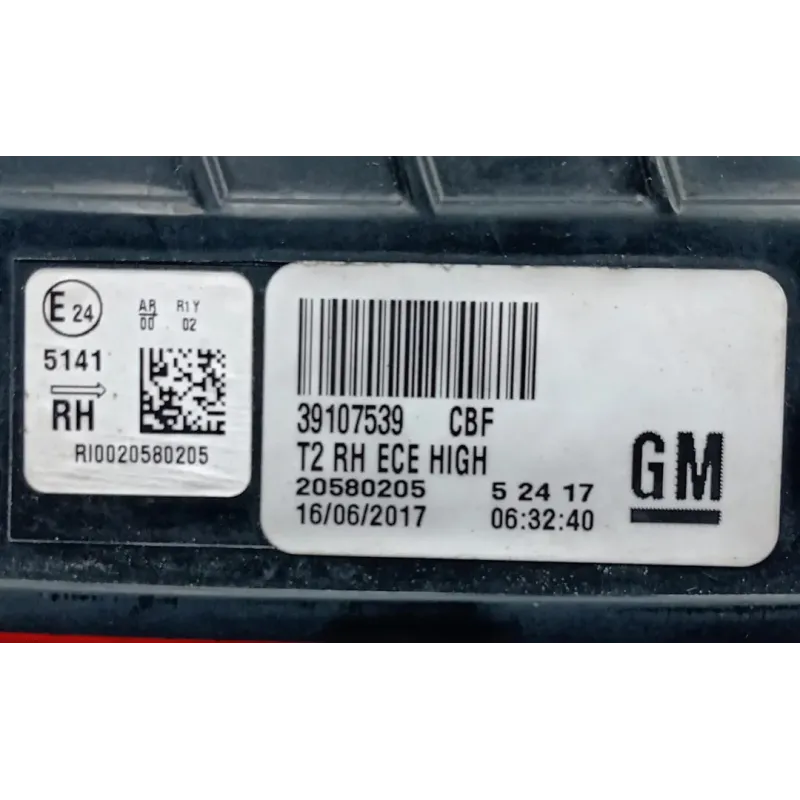 E 24
AR R1Y
00 02
5141
RH
RI0020580205
39107539 CBF
T2 RH ECE HIGH
20580205 5 24 17
16/06/2017 06:32:40
GM